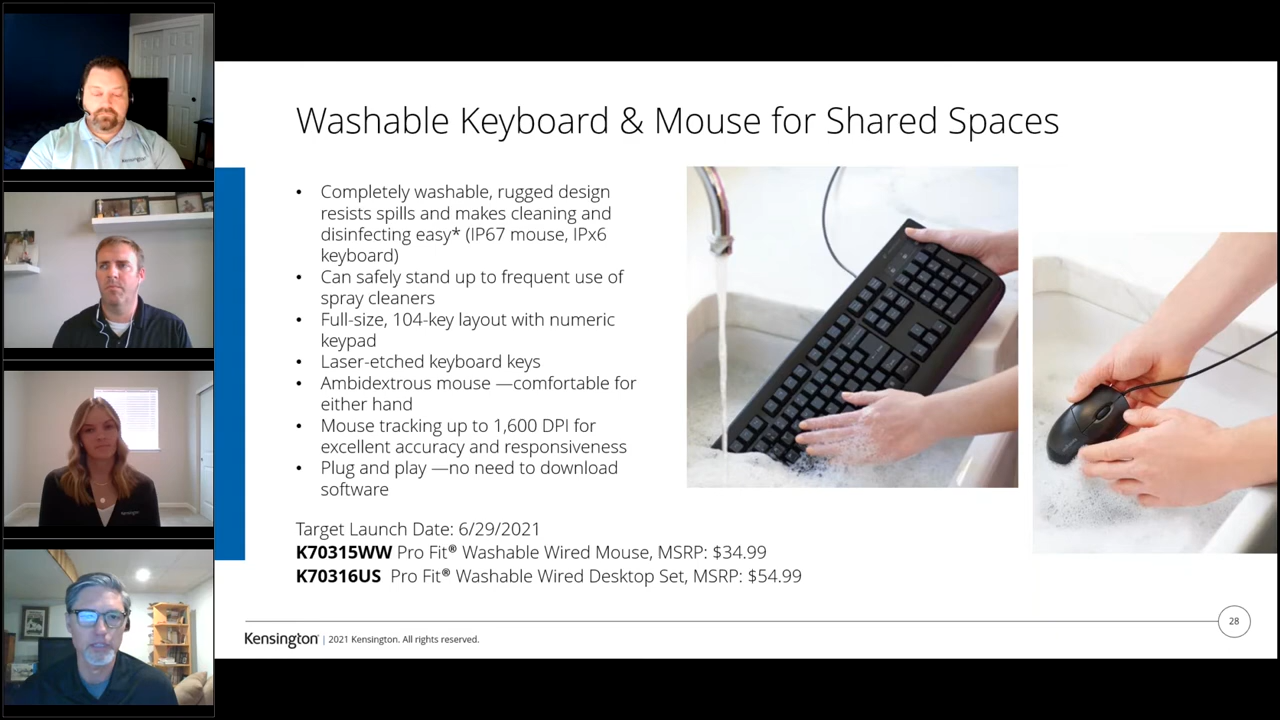 Washable Keyboard & Mouse for Shared Spaces
• Completely washable, rugged design
resists spills and makes cleaning and
disinfecting easy* (IP67 mouse, IPx6
keyboard)
• Can safely stand up to frequent use of
spray cleaners
• Full-size, 104-key layout with numeric
keypad
• Laser-etched keyboard keys
• Ambidextrous mouse —comfortable for
either hand
• Mouse tracking up to 1,600 DPI for
excellent accuracy and responsiveness
• Plug and play —no need to download
software
Target Launch Date: 6/29/2021
K70315WW Pro Fit® Washable Wired Mouse, MSRP: $34.99
K70316US Pro Fit® Washable Wired Desktop Set, MSRP: $54.99
Kensington | 2021 Kensington. All rights reserved.
28
Kensington
Kensington